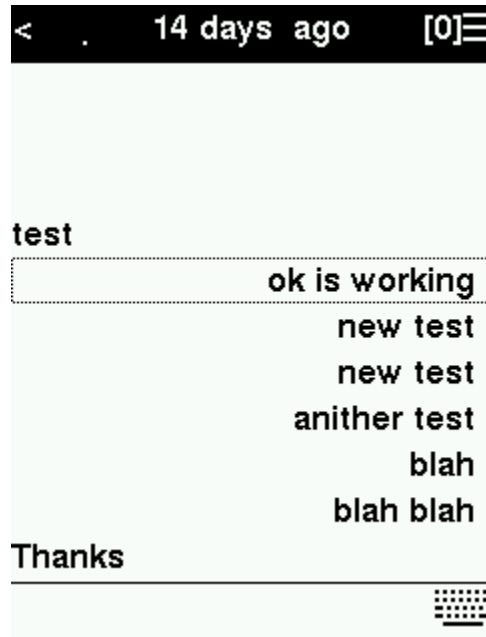 < . 14 days ago [0]
test
ok is working
new test
new test
anither test
blah
blah blah
Thanks